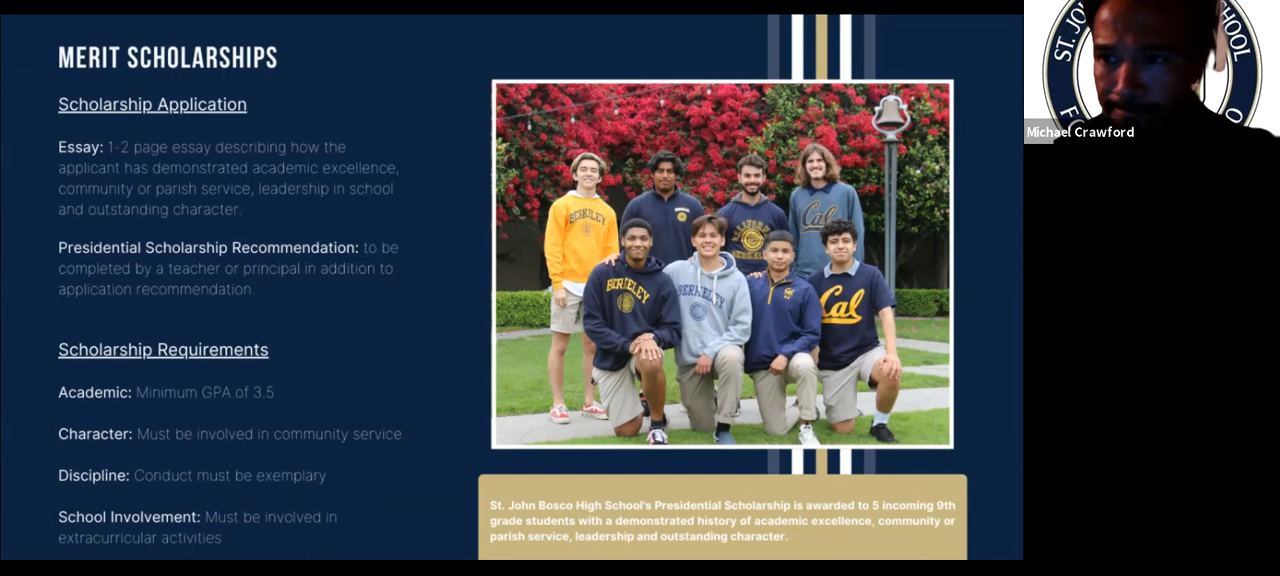 MERIT SCHOLARSHIPS
Scholarship Application
Essay: 1-2 page essay describing how the
applicant has demonstrated academic excellence,
community or parish service, leadership in school
and outstanding character.
Presidential Scholarship Recommendation: to be
completed by a teacher or principal in addition to
application recommendation.
Scholarship Requirements
Academic: Minimum GPA of 3.5
Character: Must be involved in community service
Discipline: Conduct must be exemplary
School Involvement: Must be involved in
extracurricular activities
BERKELEY
Cal
BERKELEY
BERKELEY
Cal
Cal
St. John Bosco High School's Presidential Scholarship is awarded to 5 incoming 9th
grade students with a demonstrated history of academic excellence, community or
parish service, leadership and outstanding character.
ST. JO
HOOL
Michael Crawford